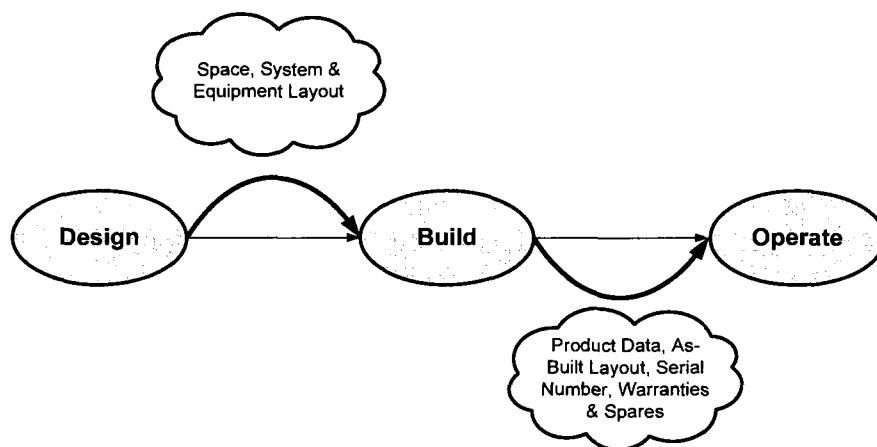 Space, System &
Equipment Layout
Design
Build
Operate
Product Data, As-
Built Layout, Serial
Number, Warranties
& Spares